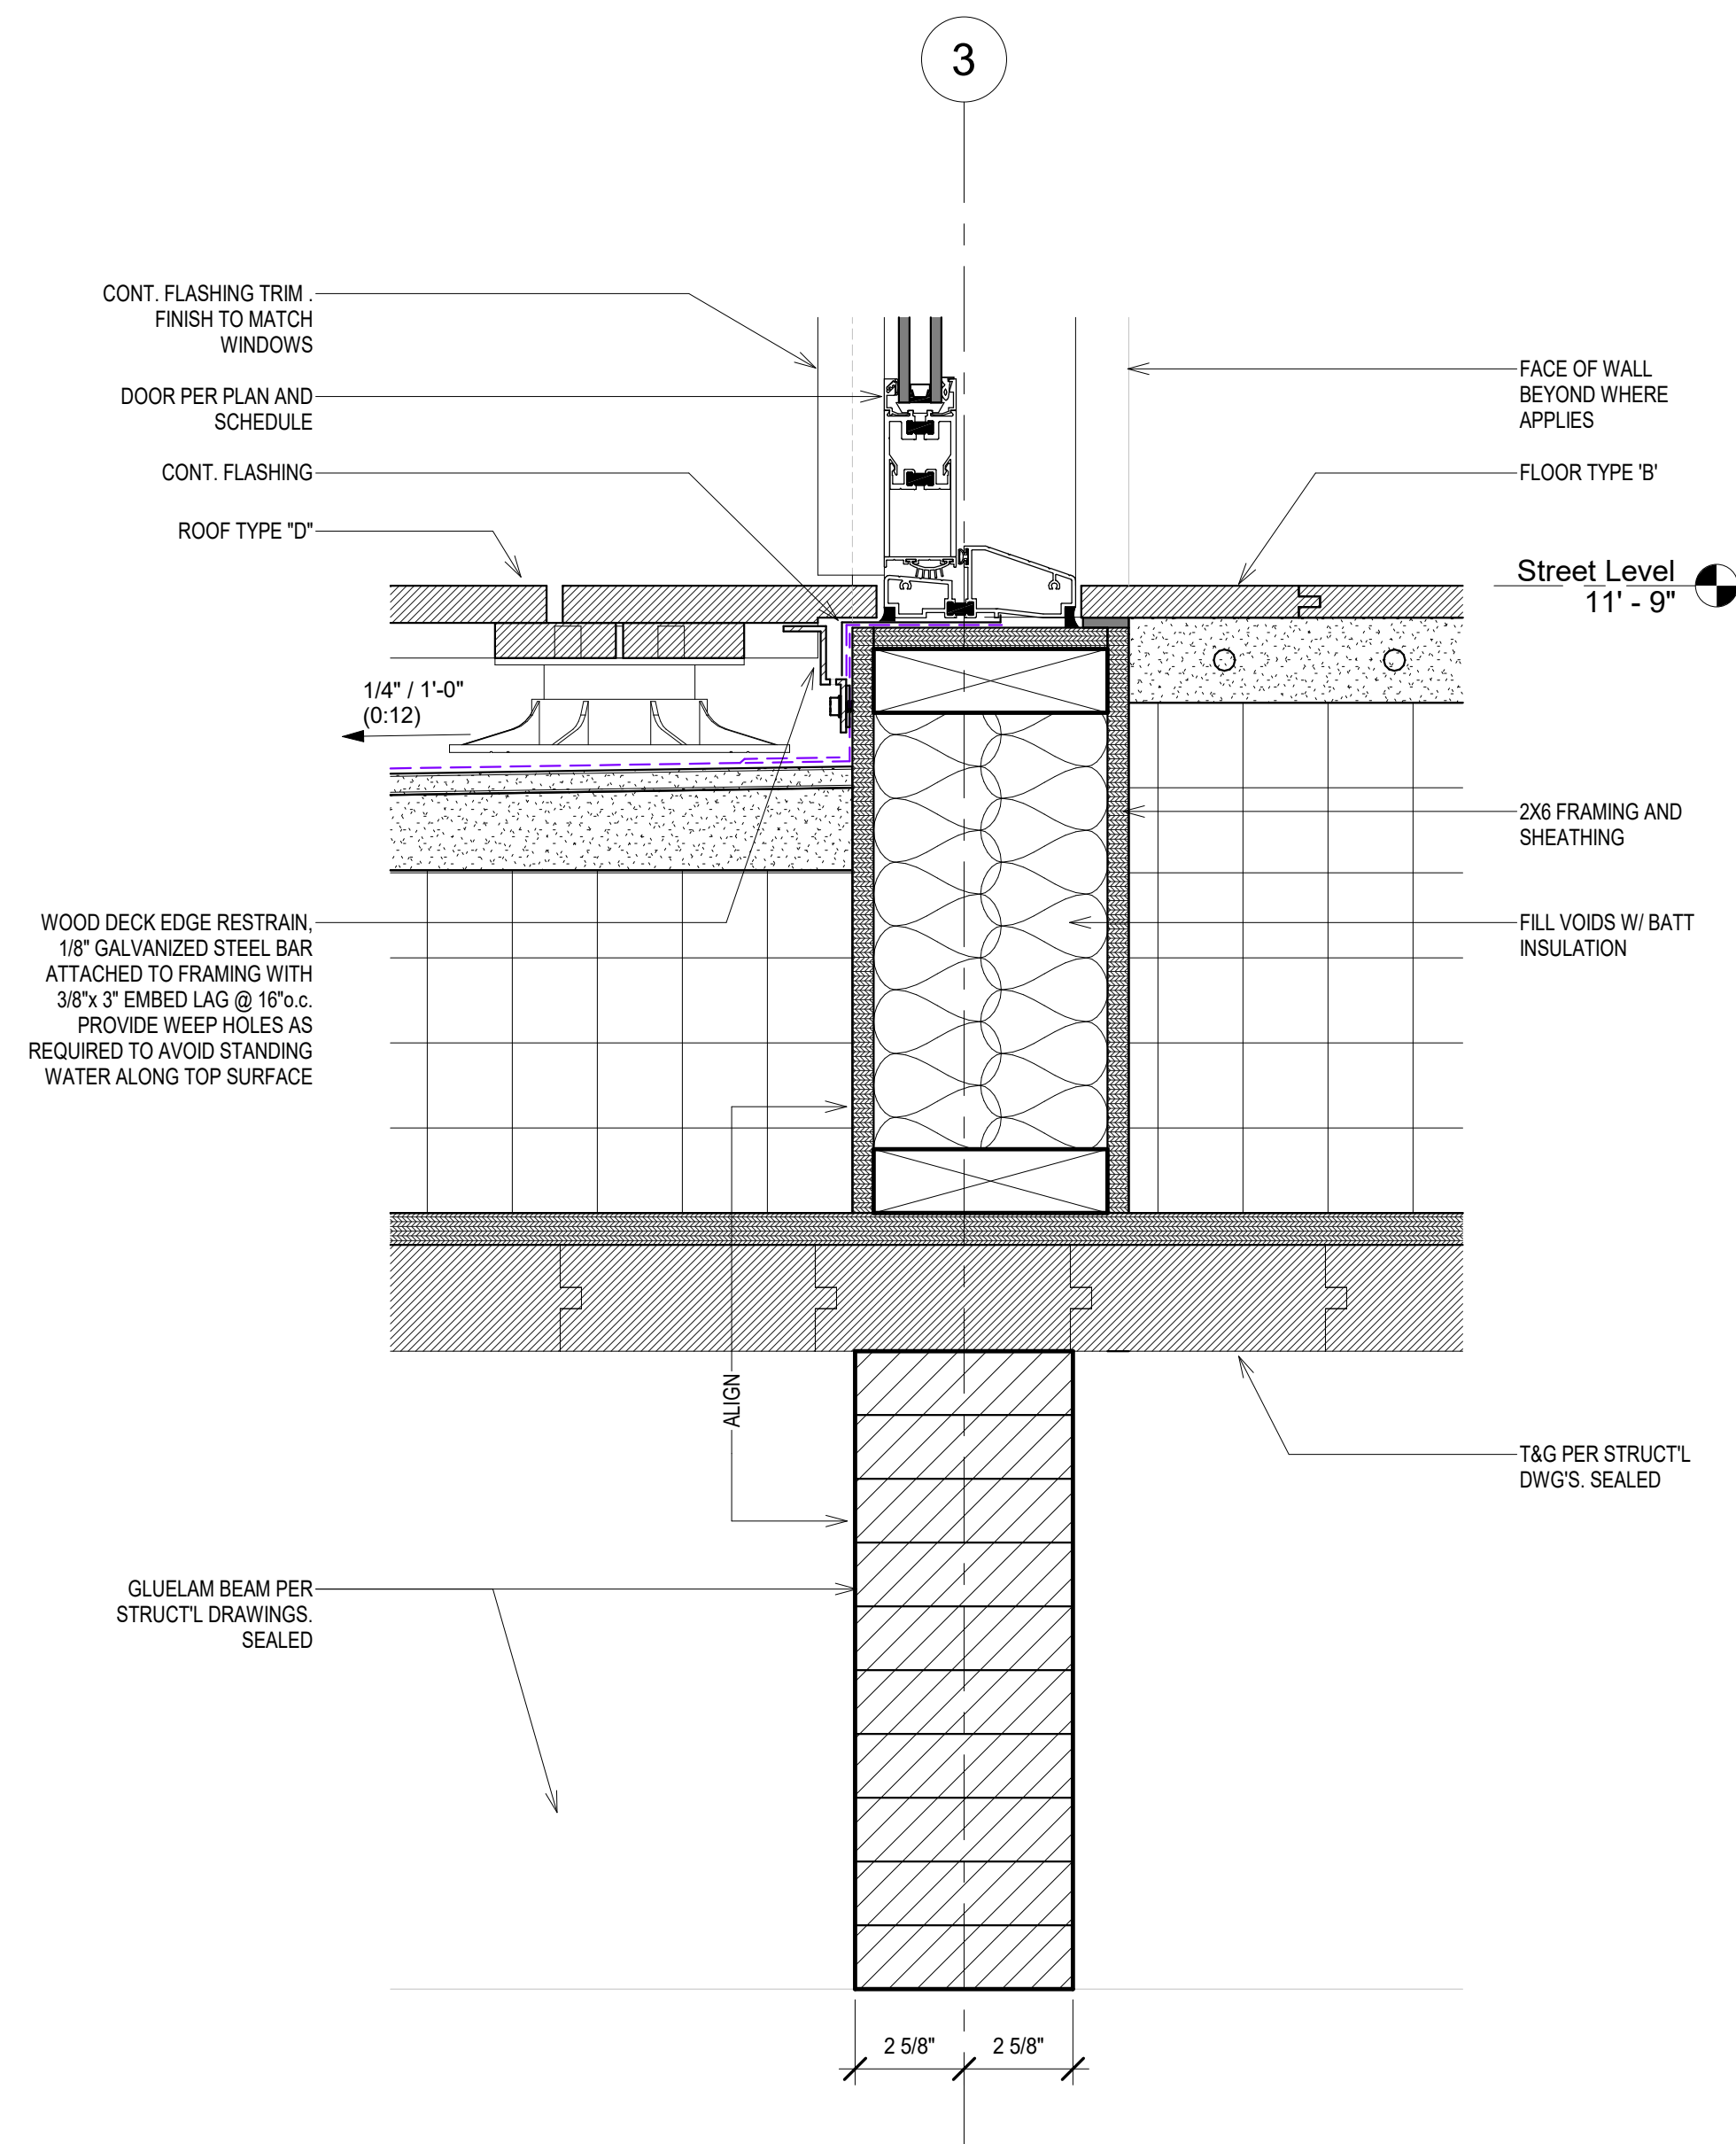 3
CONT. FLASHING TRIM .
FINISH TO MATCH
WINDOWS
DOOR PER PLAN AND
SCHEDULE
CONT. FLASHING
ROOF TYPE "D"
1/4" / 1'-0"
(0:12)
WOOD DECK EDGE RESTRAIN,
1/8" GALVANIZED STEEL BAR
ATTACHED TO FRAMING WITH
3/8"x 3" EMBED LAG @ 16"o.c.
PROVIDE WEEP HOLES AS
REQUIRED TO AVOID STANDING
WATER ALONG TOP SURFACE
ALIGN
GLUELAM BEAM PER
STRUCT'L DRAWINGS.
SEALED
FACE OF WALL
BEYOND WHERE
APPLIES
FLOOR TYPE 'B'
Street Level
11' - 9"
2X6 FRAMING AND
SHEATHING
FILL VOIDS W/ BATT
INSULATION
T&G PER STRUCT'L
DWG'S. SEALED
2 5/8" 2 5/8"